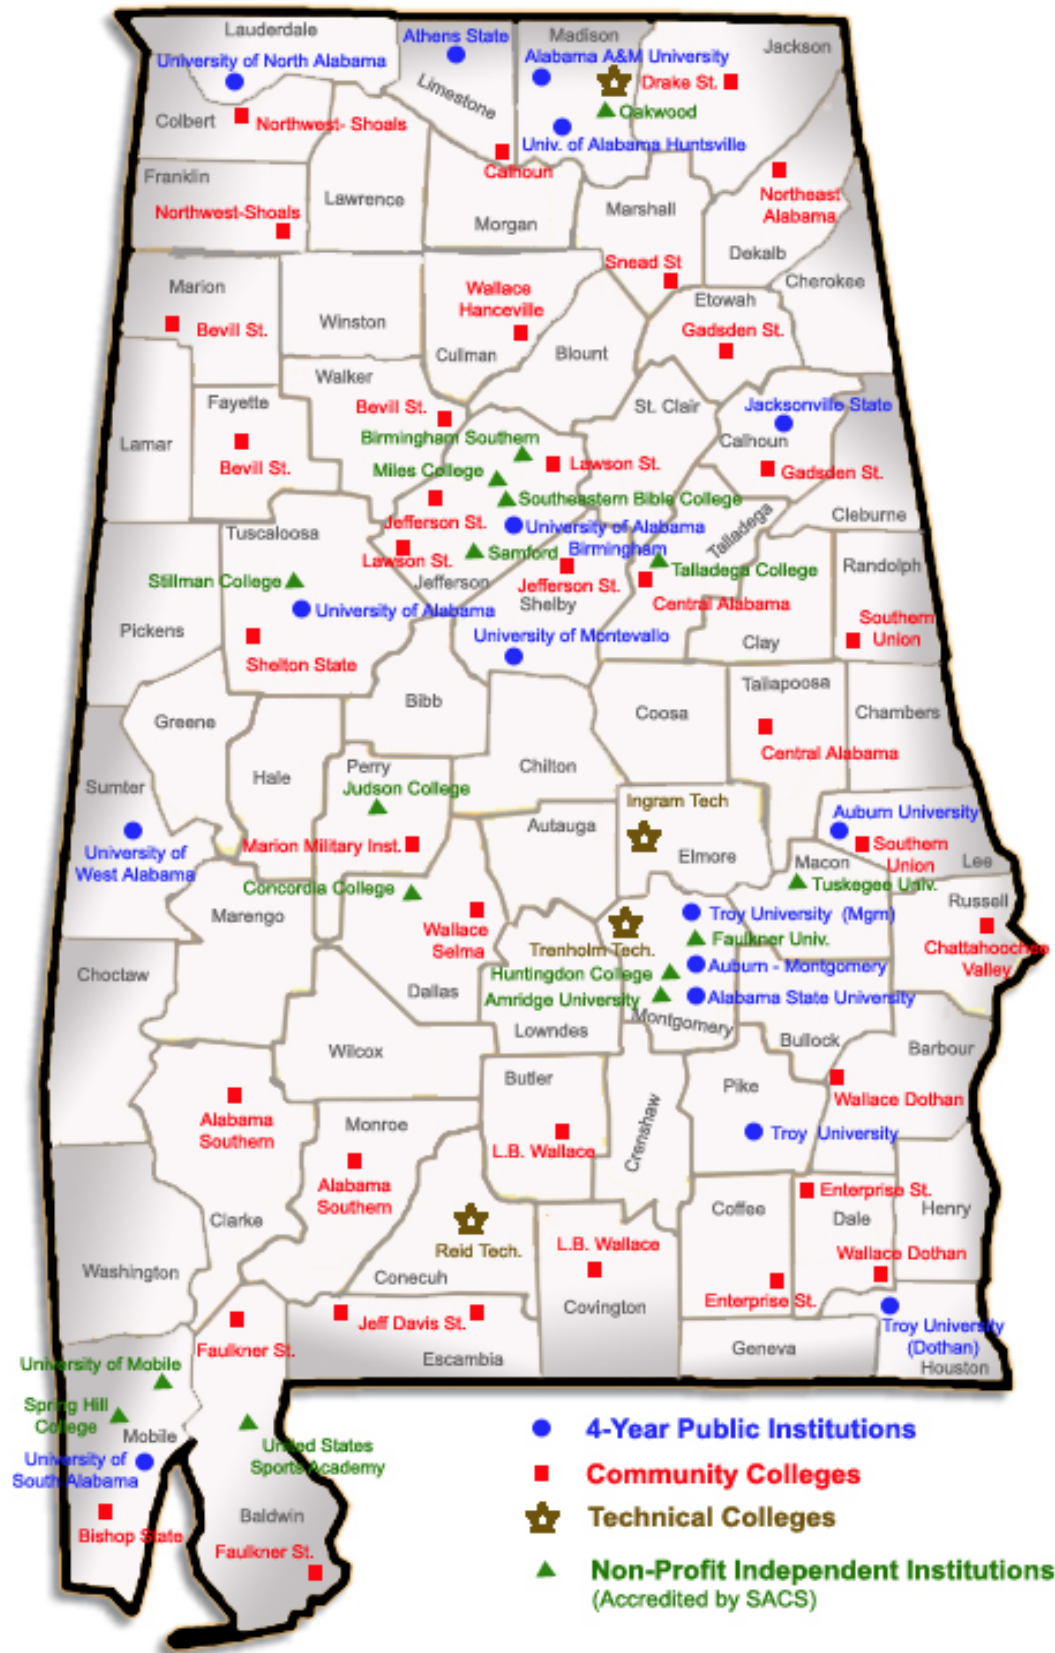 Lauderdale
University of North Alabama
Athens State
Madison
Alabama A&M University
Jackson
Limestone
Drake St.
Oakwood
Colbert
Northwest- Shoals
Univ. of Alabama Huntsville
Calhoun
Franklin
Lawrence
Northeast
Alabama
Northwest-Shoals
Morgan
Marshall
Dekalb
Snead St
Cherokee
Marion
Wallace
Hanceville
Etowah
Bevill St.
Winston
Gadsden St.
Cullman
Blount
Walker
Fayette
Bevill St.
St. Clair
Jacksonville State
Lamar
Birmingham Southern
Calhoun
Bevill St.
Miles College
Lawson St.
Gadsden St.
Southeastern Bible College
Jefferson St.
Cleburne
Tuscaloosa
University of Alabama
Birmingham
Talladega
Lawson St.
Samford
Randolph
Stillman College
Jefferson
Jefferson St.
Talladega College
University of Alabama
Shelby
Central Alabama
Southern
Union
Pickens
University of Montevallo
Clay
Shelton State
Bibb
Tallapoosa
Greene
Coosa
Chambers
Central Alabama
Hale
Perry
Chilton
Sumter
Judson College
Ingram Tech
Auburn University
Autauga
University of
West Alabama
Marion Military Inst.
Elmore
Southern
Union
Macon
Lee
Concordia College
Tuskegee Univ.
Marengo
Wallace
Selma
Troy University (Mgm)
Russell
Trenholm Tech.
Faulkner Univ.
Chattahoochee
Valley
Choctaw
Huntingdon College
Auburn - Montgomery
Dallas
Amridge University
Alabama State University
Montgomery
Lowndes
Bullock
Wilcox
Barbour
Butler
Pike
Alabama
Southern
Monroe
Crenshaw
Wallace Dothan
L.B. Wallace
Troy University
Alabama
Southern
Enterprise St.
Clarke
Coffee
Dale
Henry
Reid Tech.
L.B. Wallace
Wallace Dothan
Washington
Conecuh
Covington
Enterprise St.
Jeff Davis St.
Troy University
(Dothan)
Faulkner St.
Escambia
Geneva
Houston
University of Mobile
Spring Hill
College
Mobile
United States
Sports Academy
University of
South Alabama
Baldwin
Bishop State
Faulkner St.
4-Year Public Institutions
Community Colleges
Technical Colleges
Non-Profit Independent Institutions
(Accredited by SACS)